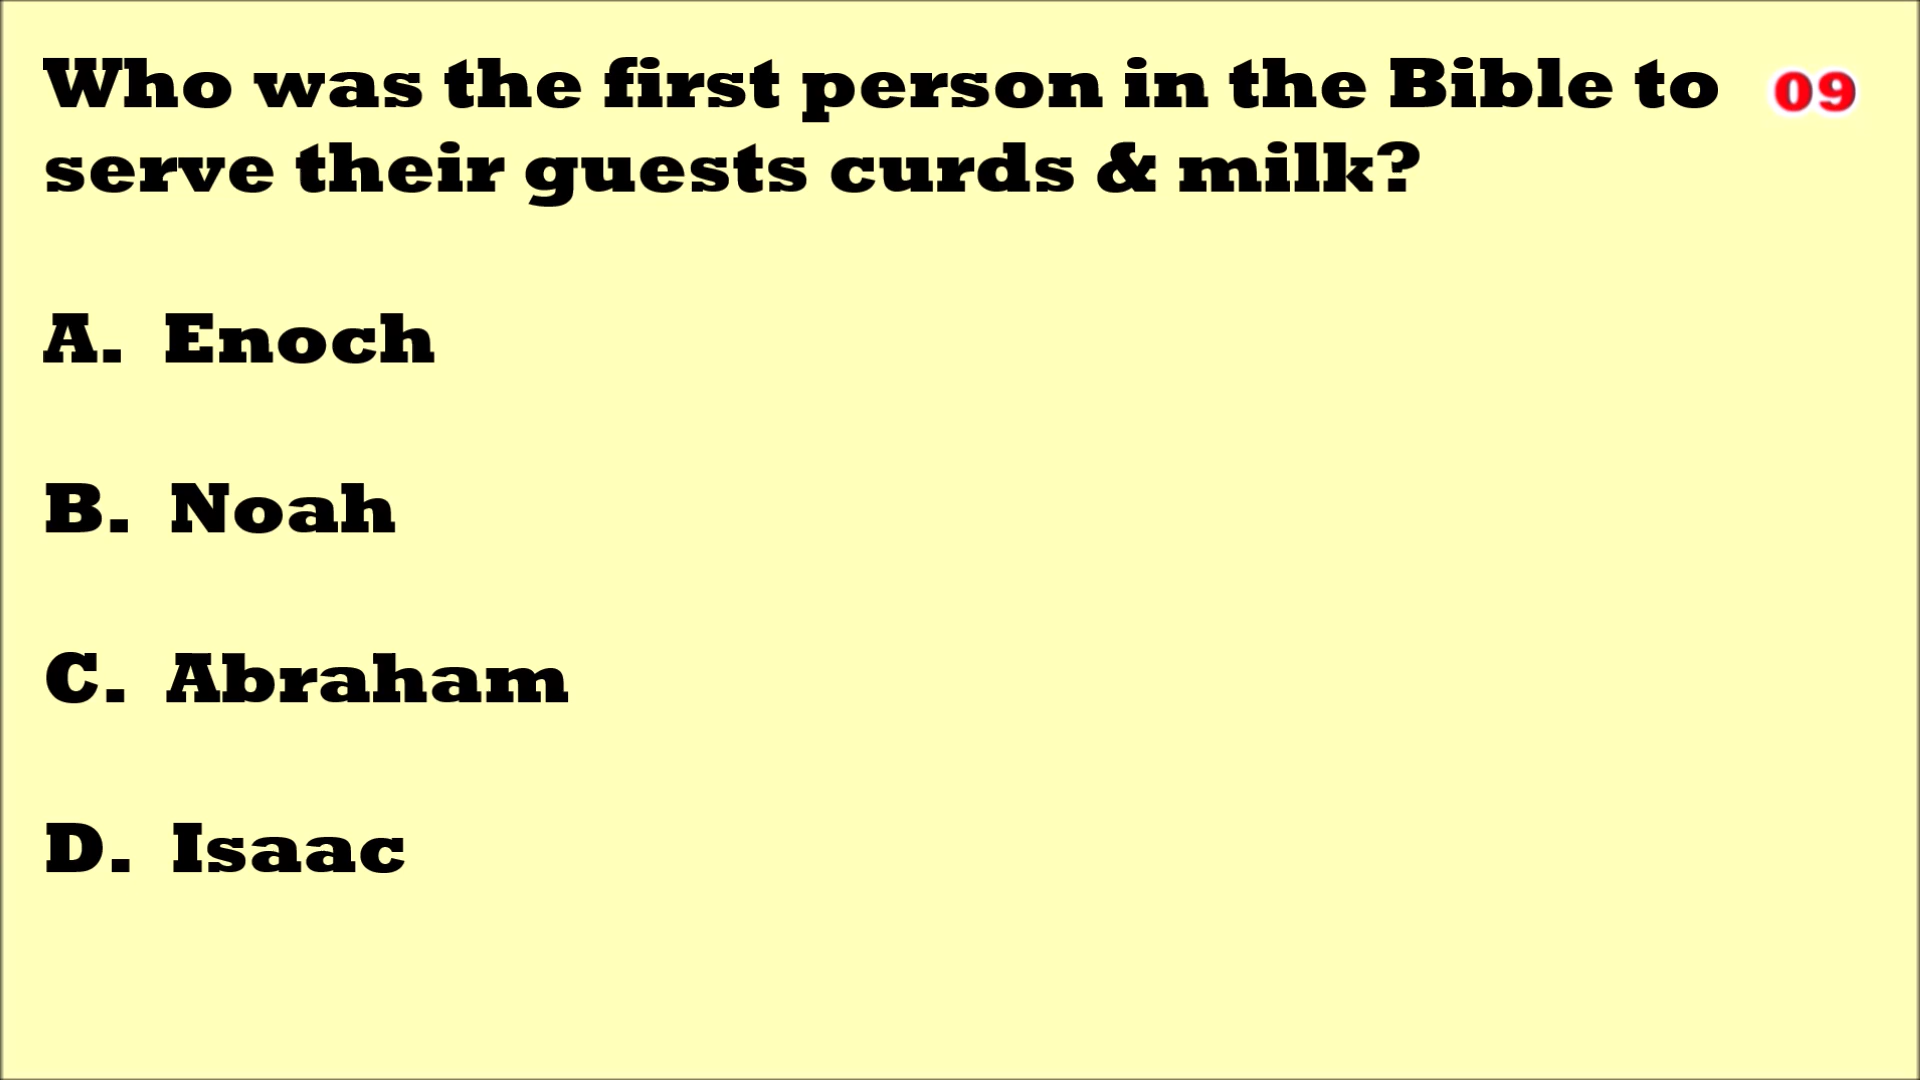 Who was the first person in the Bible to 09
serve their guests curds & milk?
A. Enoch
B. Noah
C. Abraham
D. Isaac